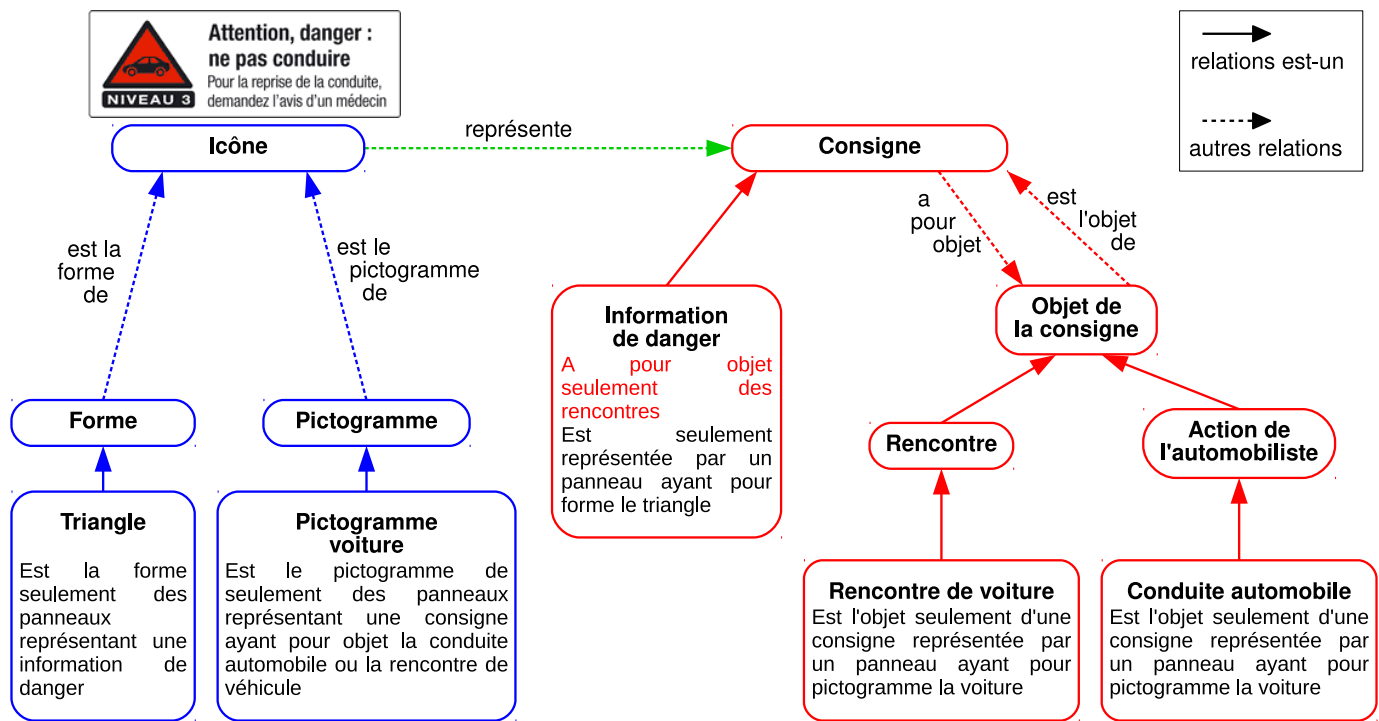 Attention, danger :
ne pas conduire
Pour la reprise de la conduite,
demandez l'avis d'un médecin
NIVEAU 3
relations est-un
autres relations
Icône
représente
Consigne
est la
forme
de
est le
pictogramme
de
a
pour
objet
est
l'objet
de
Information
de danger
A pour objet
seulement des
rencontres
Est seulement
représentée par un
panneau ayant pour
forme le triangle
Objet de
la consigne
Forme
Pictogramme
Rencontre
Action de
l'automobiliste
Triangle
Est la forme
seulement des
panneaux
représentant une
information de
danger
Pictogramme
voiture
Est le pictogramme de
seulement des panneaux
représentant une consigne
ayant pour objet la conduite
automobile ou la rencontre de
véhicule
Rencontre de voiture
Est l'objet seulement d'une
consigne représentée par
un panneau ayant pour
pictogramme la voiture
Conduite automobile
Est l'objet seulement d'une
consigne représentée par
un panneau ayant pour
pictogramme la voiture